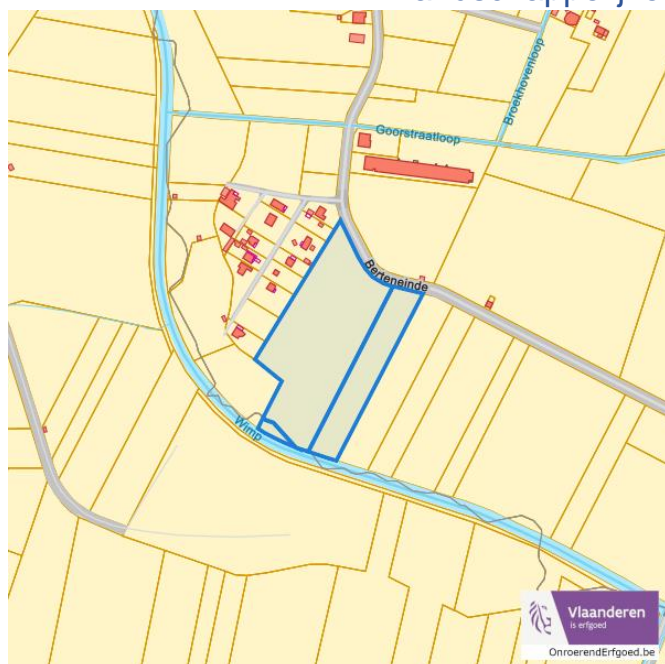 Goorstraatloop
Broekhovenloop
Berteneinde
Wimp
Vlaanderen
is erfgoed
OnroerendErfgoed.be